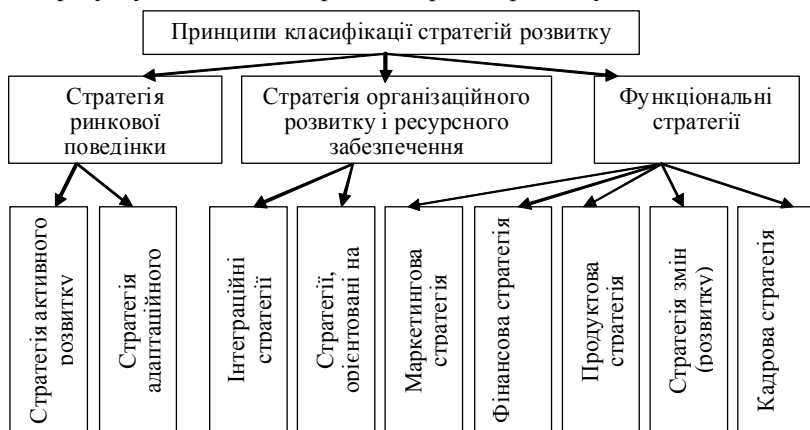 Принципи класифікації стратегій розвитку
Стратегія
ринкової
поведінки
Стратегія організаційного
розвитку і ресурсного
забезпечення
Функціональні
стратегії
Стратегія активного
розвитку
Стратегія
адаптаційного
Інтеграційні
стратегії
Стратегії,
орієнтовані на
Маркетингова
стратегія
Фінансова стратегія
Продуктова
стратегія
Стратегія змін
(розвитку)
Кадрова стратегія